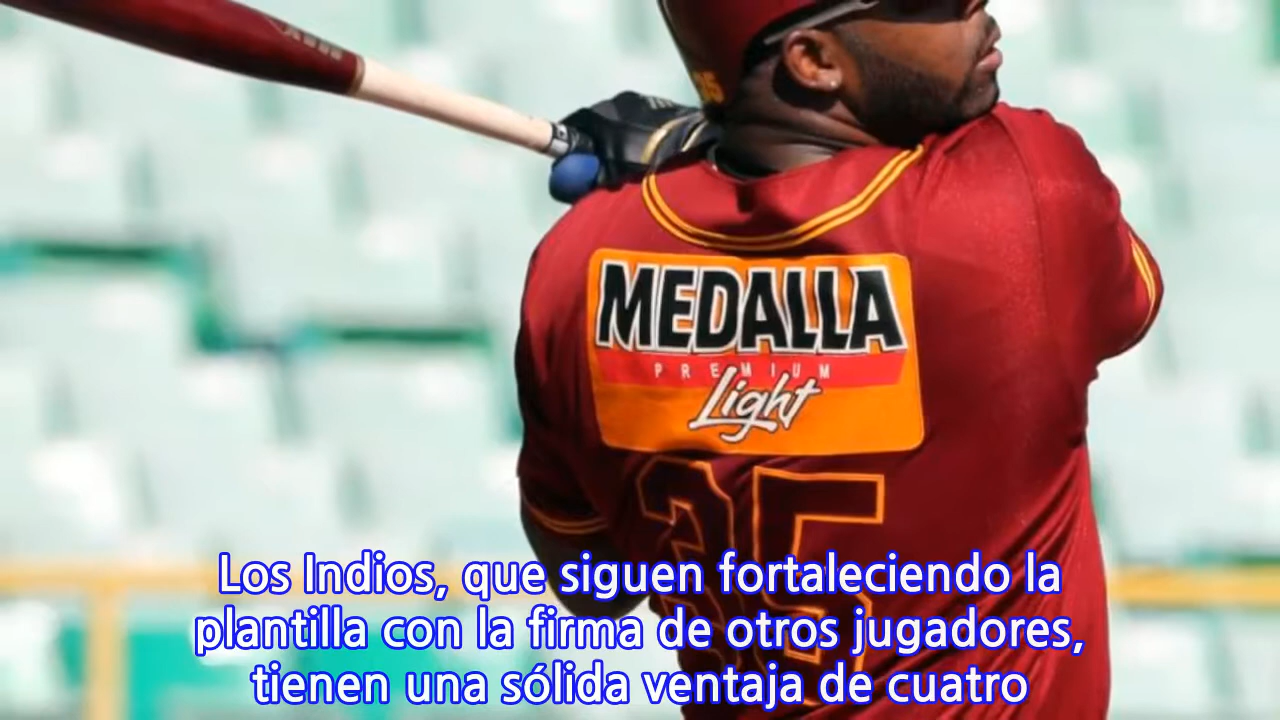 MEDALLA
PREMIUM
Light
35
Los Indios, que siguen fortaleciendo la
plantilla con la firma de otros jugadores,
tienen una sólida ventaja de cuatro